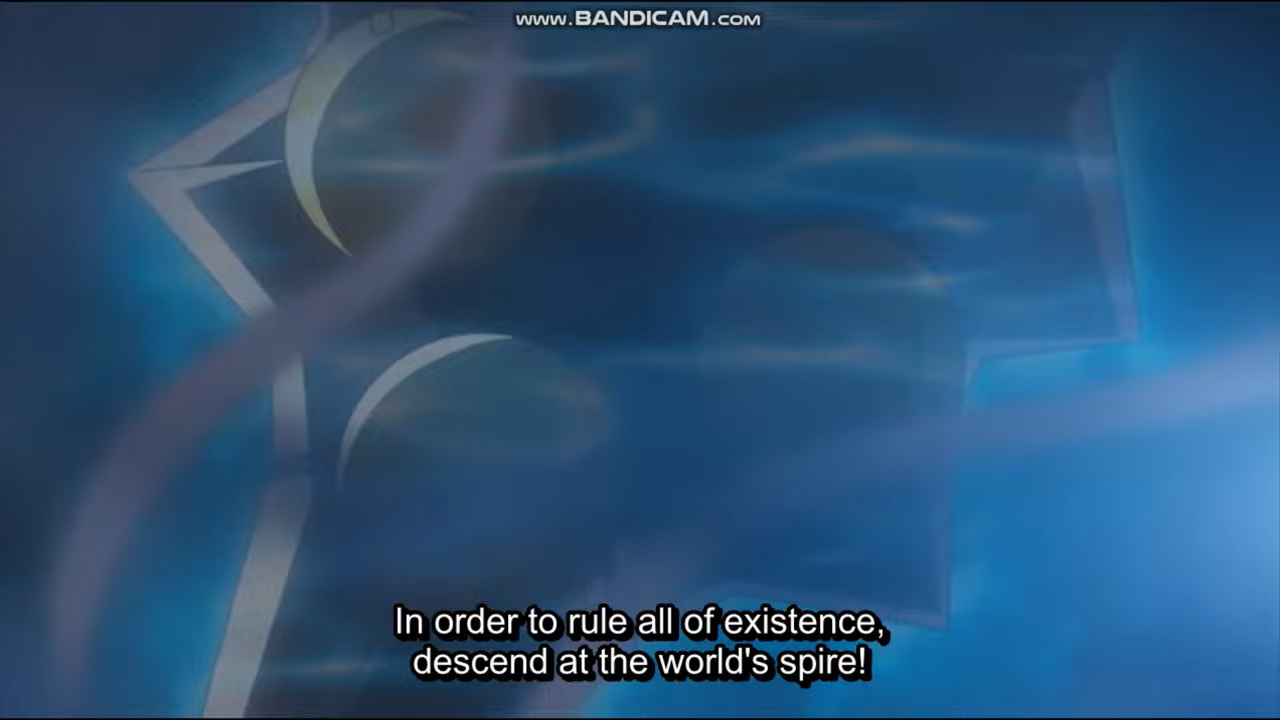 www.BANDICAM.com
In order to rule all of existence,
descend at the world's spire!